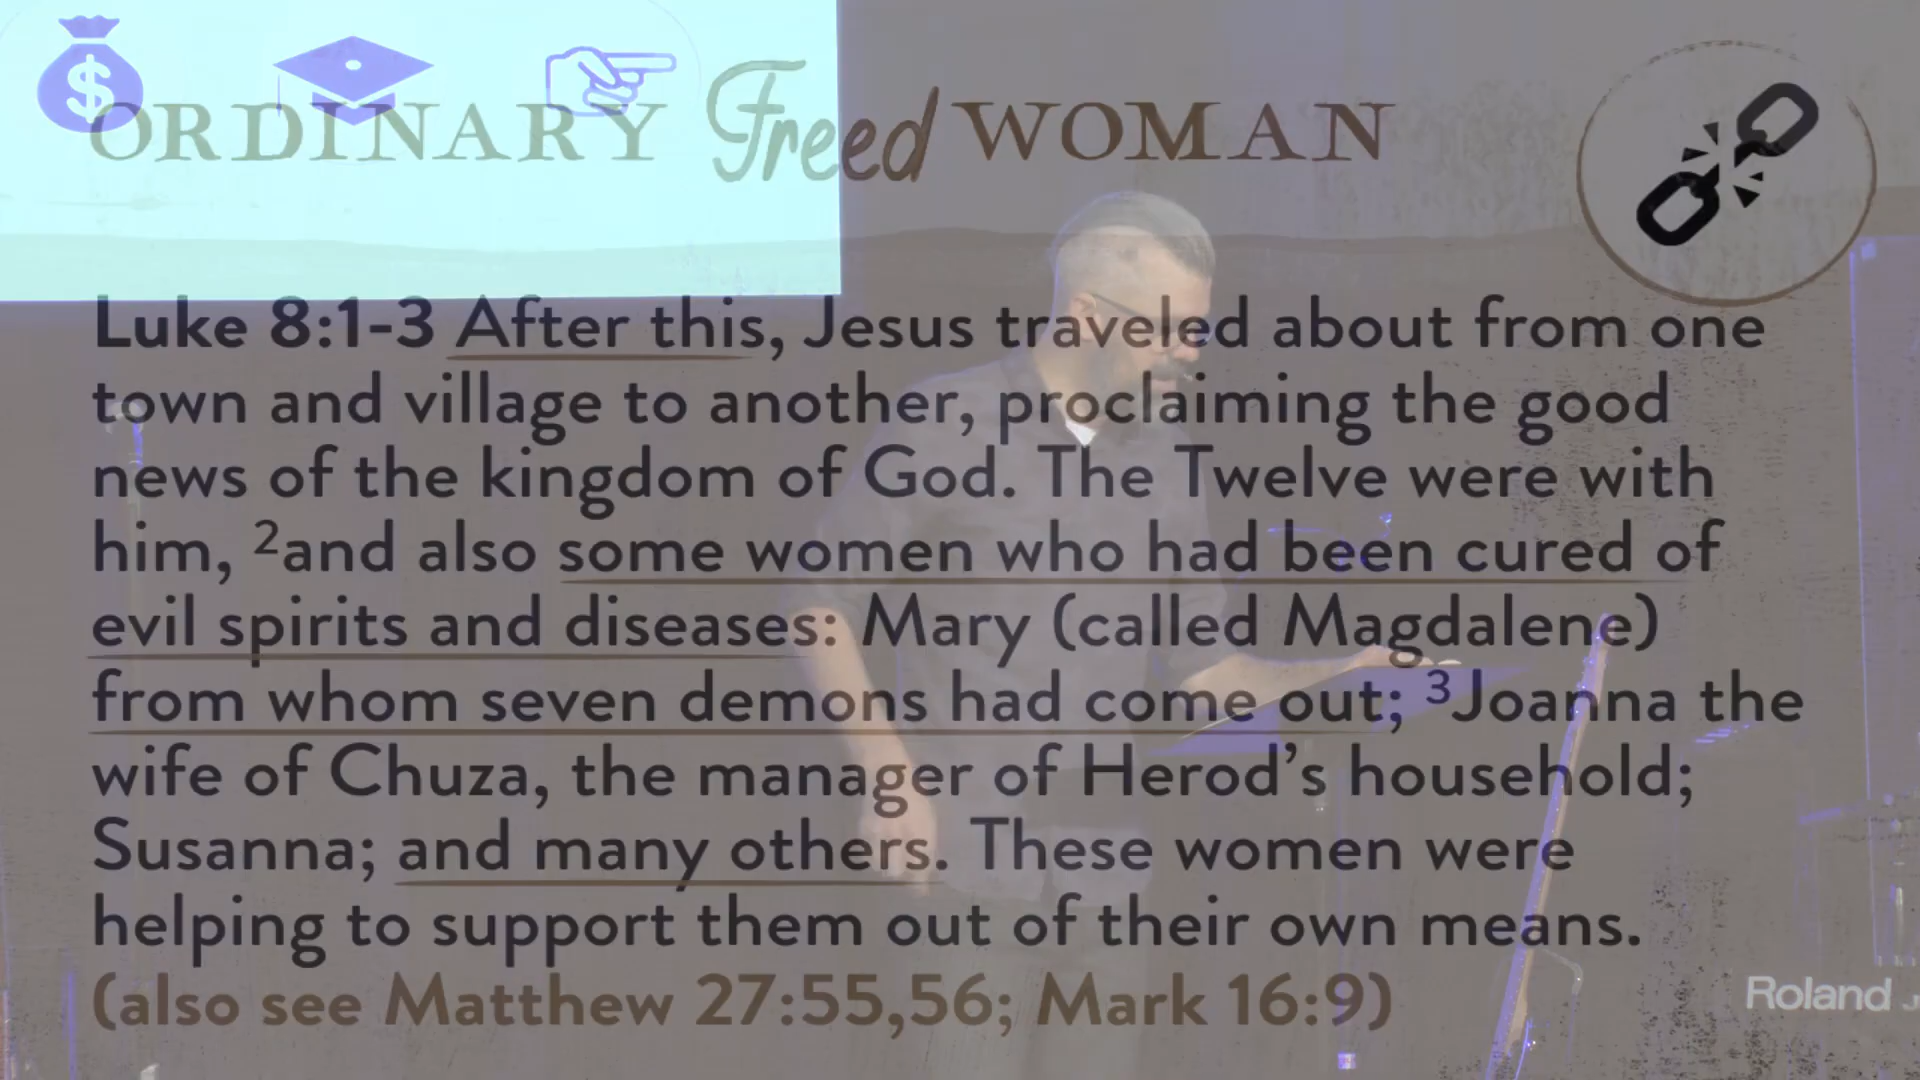 ORDINARY Freed WOMAN
Luke 8:1-3 After this, Jesus traveled about from one
town and village to another, proclaiming the good
news of the kingdom of God. The Twelve were with
him, ²and also some women who had been cured of
evil spirits and diseases: Mary (called Magdalene)
from whom seven demons had come out; ³Joanna the
wife of Chuza, the manager of Herod’s household;
Susanna; and many others. These women were
helping to support them out of their own means.
(also see Matthew 27:55,56; Mark 16:9)
$
Roland